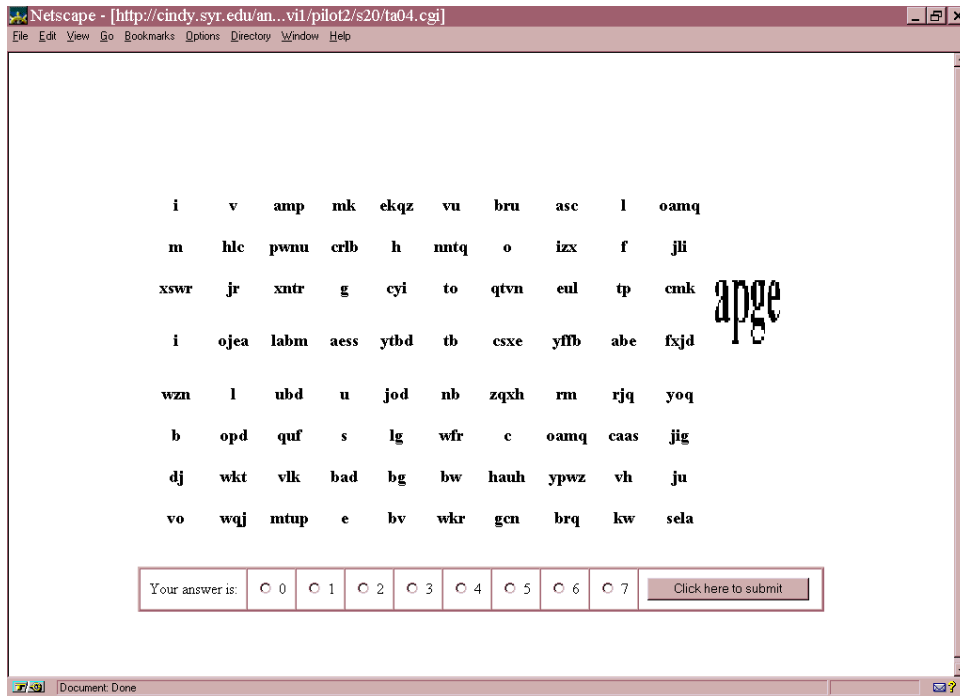 Netscape - [http://cindy.syr.edu/an...vi1/pilot2/s20/ta04.cgi]
File Edit View Go Bookmarks Options Directory Window Help
i v amp mk ekqz vu bru asc l oamq
m hlc pwnu crlb h nntq o izx f jli
xswr jr xntr g cyi to qtvn eul tp cmk
apge
i ojea labm aess ytbd tb csxe yffb abe fxjd
wzn l ubd u jod nb zqxh rm rjq yoq
b opd quf s lg wfr c oamq caas jig
dj wkt vlk bad bg bw hauh ypwz vh ju
vo wqj mtup e bv wkr gcn brq kw sela
Your answer is: 0 1 2 3 4 5 6 7 Click here to submit
Document: Done